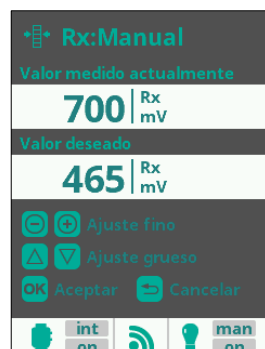 Rx:Manual
Valor medido actualmente
700 Rx mV
Valor deseado
465 Rx mV
Ajuste fino
Ajuste grueso
OK Aceptar Cancelar
int man
on on